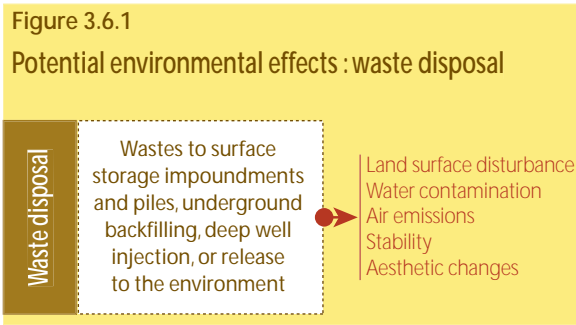 Figure 3.6.1
Potential environmental effects : waste disposal
Waste disposal
Wastes to surface
storage impoundments
and piles, underground
backfilling, deep well
injection, or release
to the environment
Land surface disturbance
Water contamination
Air emissions
Stability
Aesthetic changes